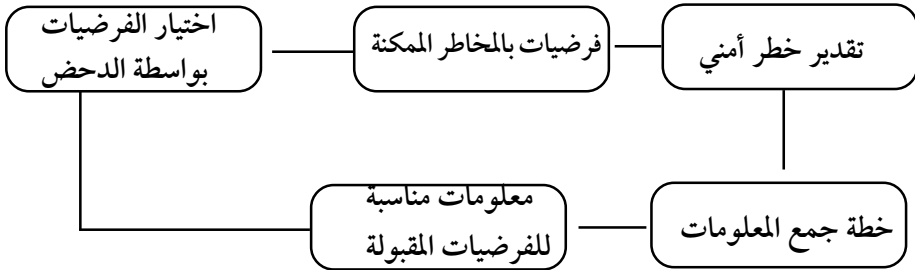 تقدير خطر أمني
فرضيات بالمخاطر الممكنة
اختيار الفرضيات
بواسطة الدحض
خطة جمع المعلومات
معلومات مناسبة
للفرضيات المقبولة